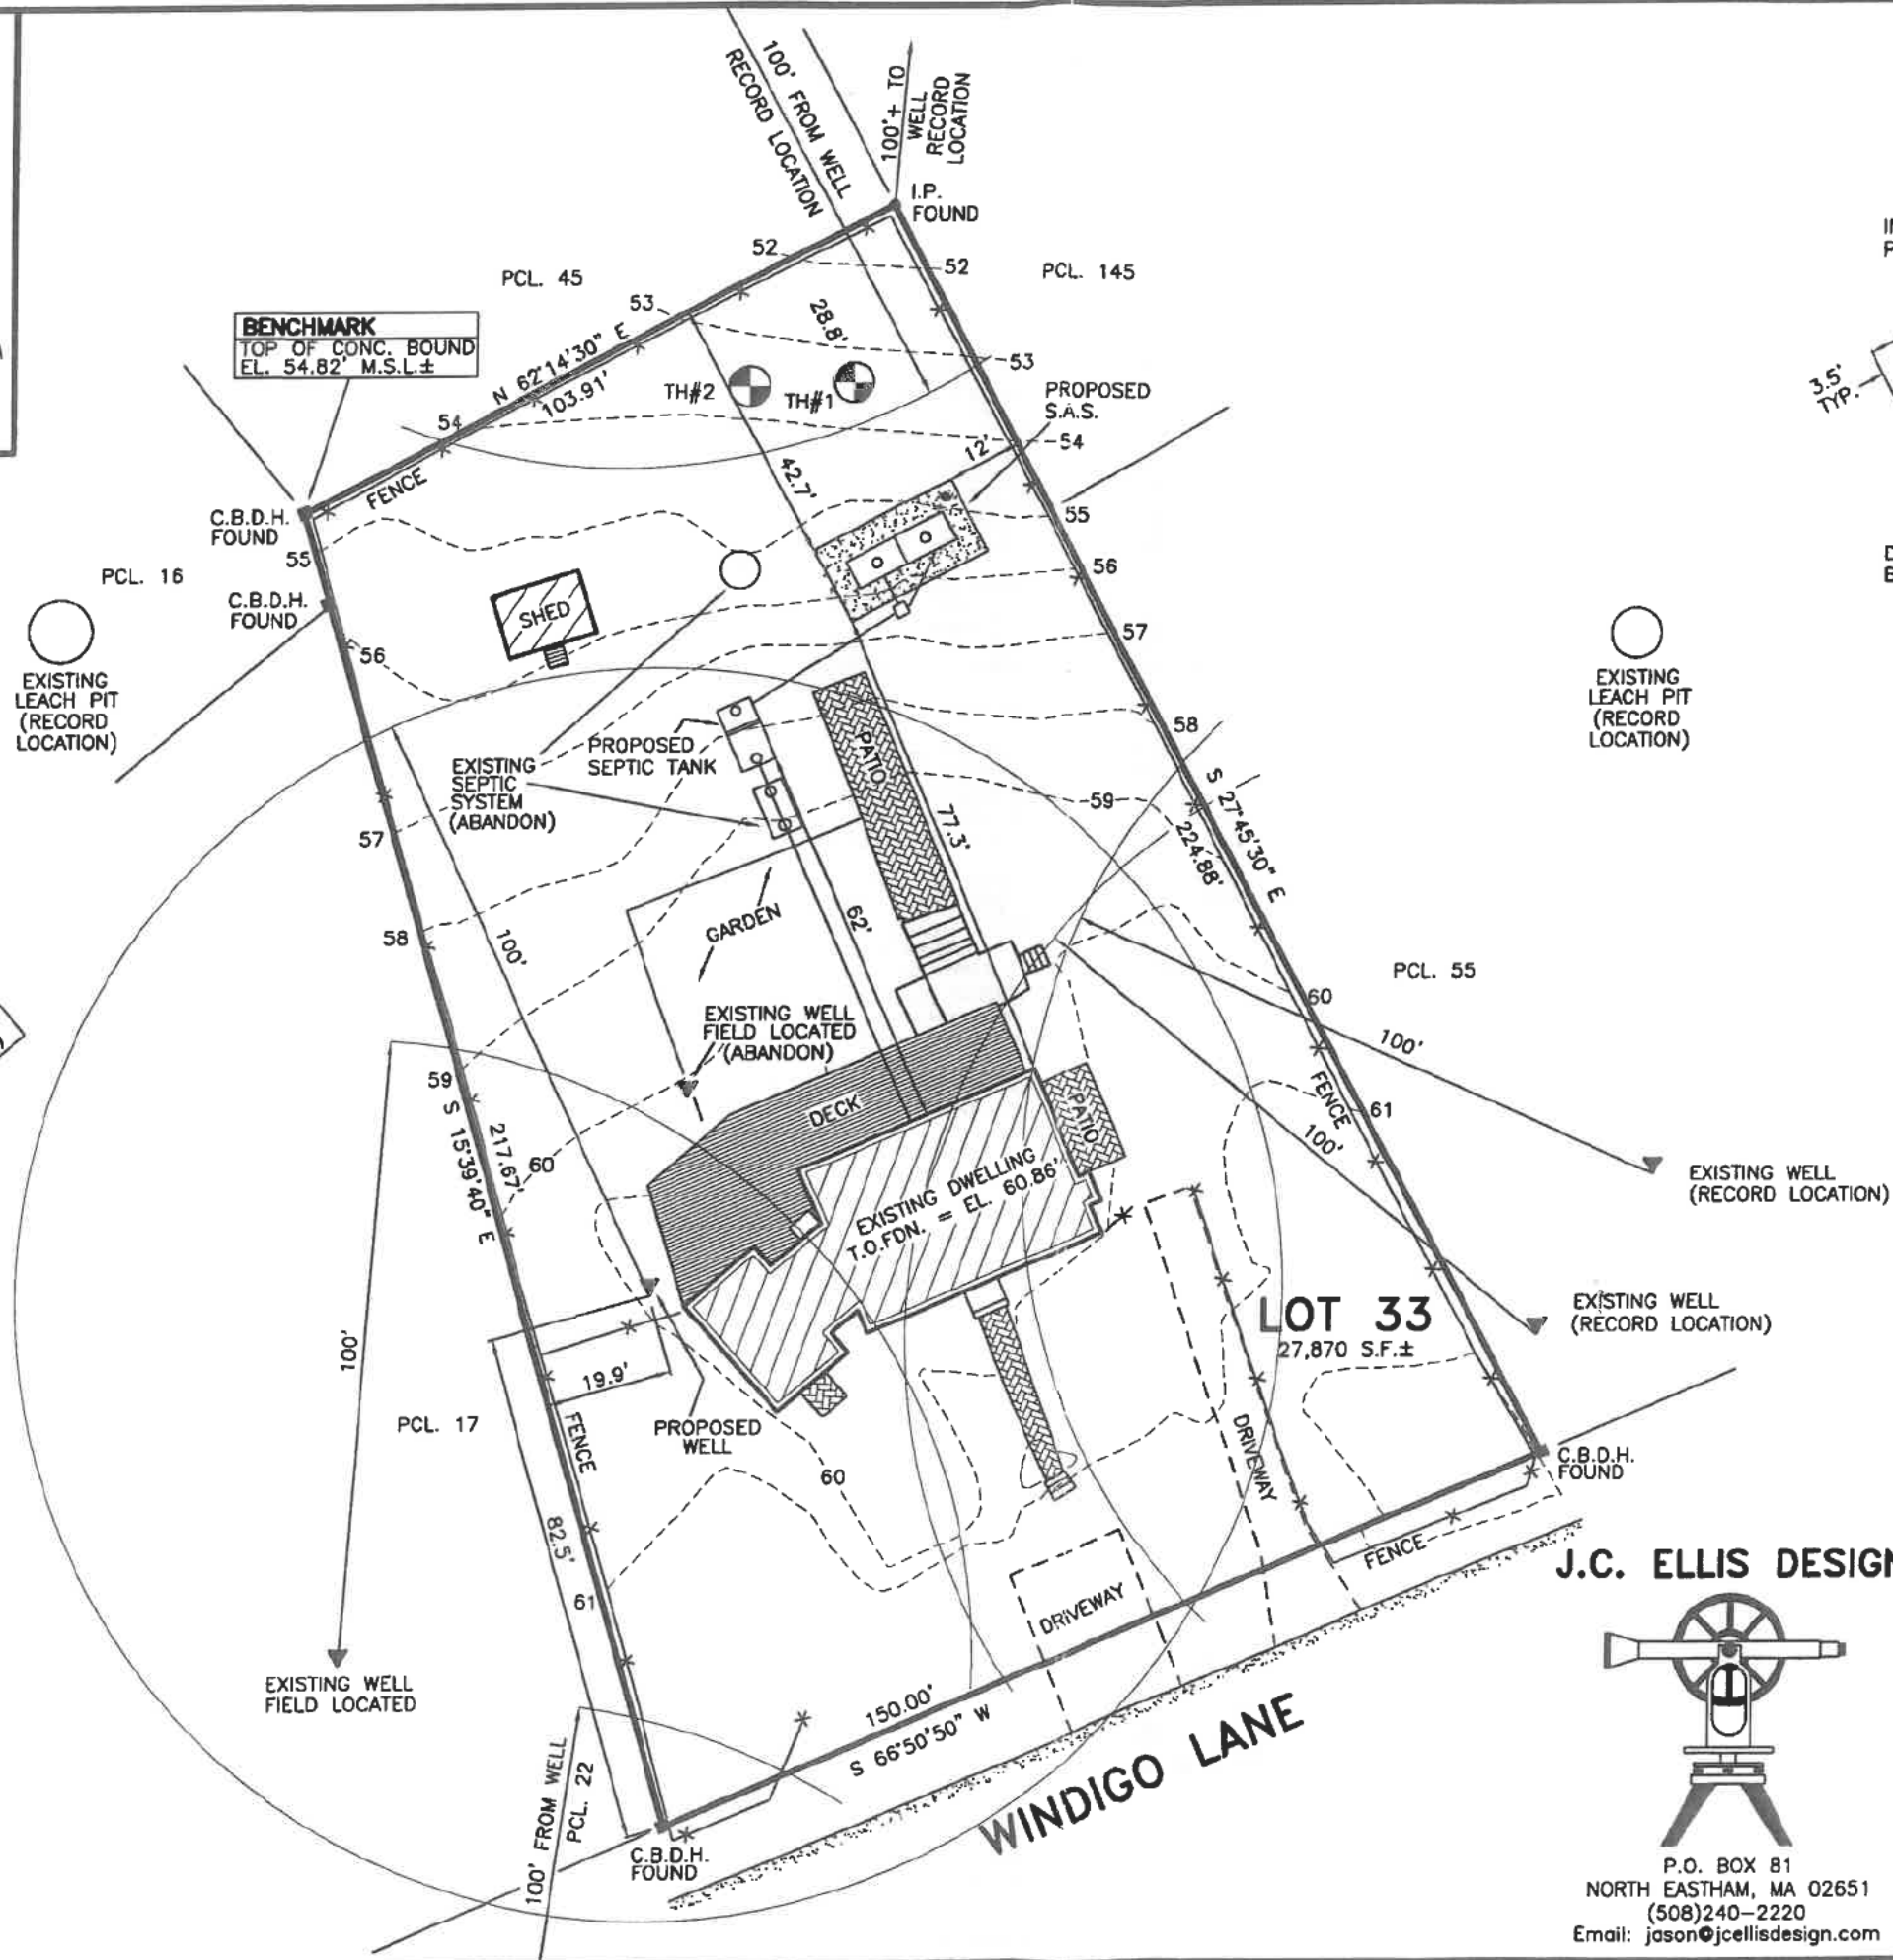 100' FROM WELL
RECORD LOCATION
100'+ TO
WELL
RECORD
LOCATION
I.P.
FOUND
52
52
PCL. 45
PCL. 145
53
53
28.8'
BENCHMARK
TOP OF CONC. BOUND
EL. 54.82' M.S.L.±
N 62°14'30" E
103.91'
TH#2
TH#1
PROPOSED
S.A.S.
3.5'
TYP.
54
54
12'
42.7'
FENCE
C.B.D.H.
FOUND
55
55
PCL. 16
C.B.D.H.
FOUND
56
56
SHED
EXISTING
LEACH PIT
(RECORD
LOCATION)
57
EXISTING
LEACH PIT
(RECORD
LOCATION)
58
PROPOSED
SEPTIC TANK
PATIO
EXISTING
SEPTIC
SYSTEM
(ABANDON)
57
59
77.3'
S 27°45'30" E
224.88'
GARDEN
62'
58
100'
PCL. 55
60
EXISTING WELL
FIELD LOCATED
(ABANDON)
100'
59
DECK
PATIO
FENCE
61
100'
S 15°39'40" E
217.67'
60
EXISTING DWELLING
T.O.FDN. = EL. 60.86'
EXISTING WELL
(RECORD LOCATION)
LOT 33
27,870 S.F.±
EXISTING WELL
(RECORD LOCATION)
100'
19.9'
PCL. 17
FENCE
PROPOSED
WELL
60
DRIVEWAY
C.B.D.H.
FOUND
82.5'
61
DRIVEWAY
FENCE
EXISTING WELL
FIELD LOCATED
150.00'
S 66°50'50" W
WINDIGO LANE
100' FROM WELL
PCL. 22
C.B.D.H.
FOUND
J.C. ELLIS DESIGN
P.O. BOX 81
NORTH EASTHAM, MA 02651
(508)240-2220
Email: jason@jcellisdesign.com